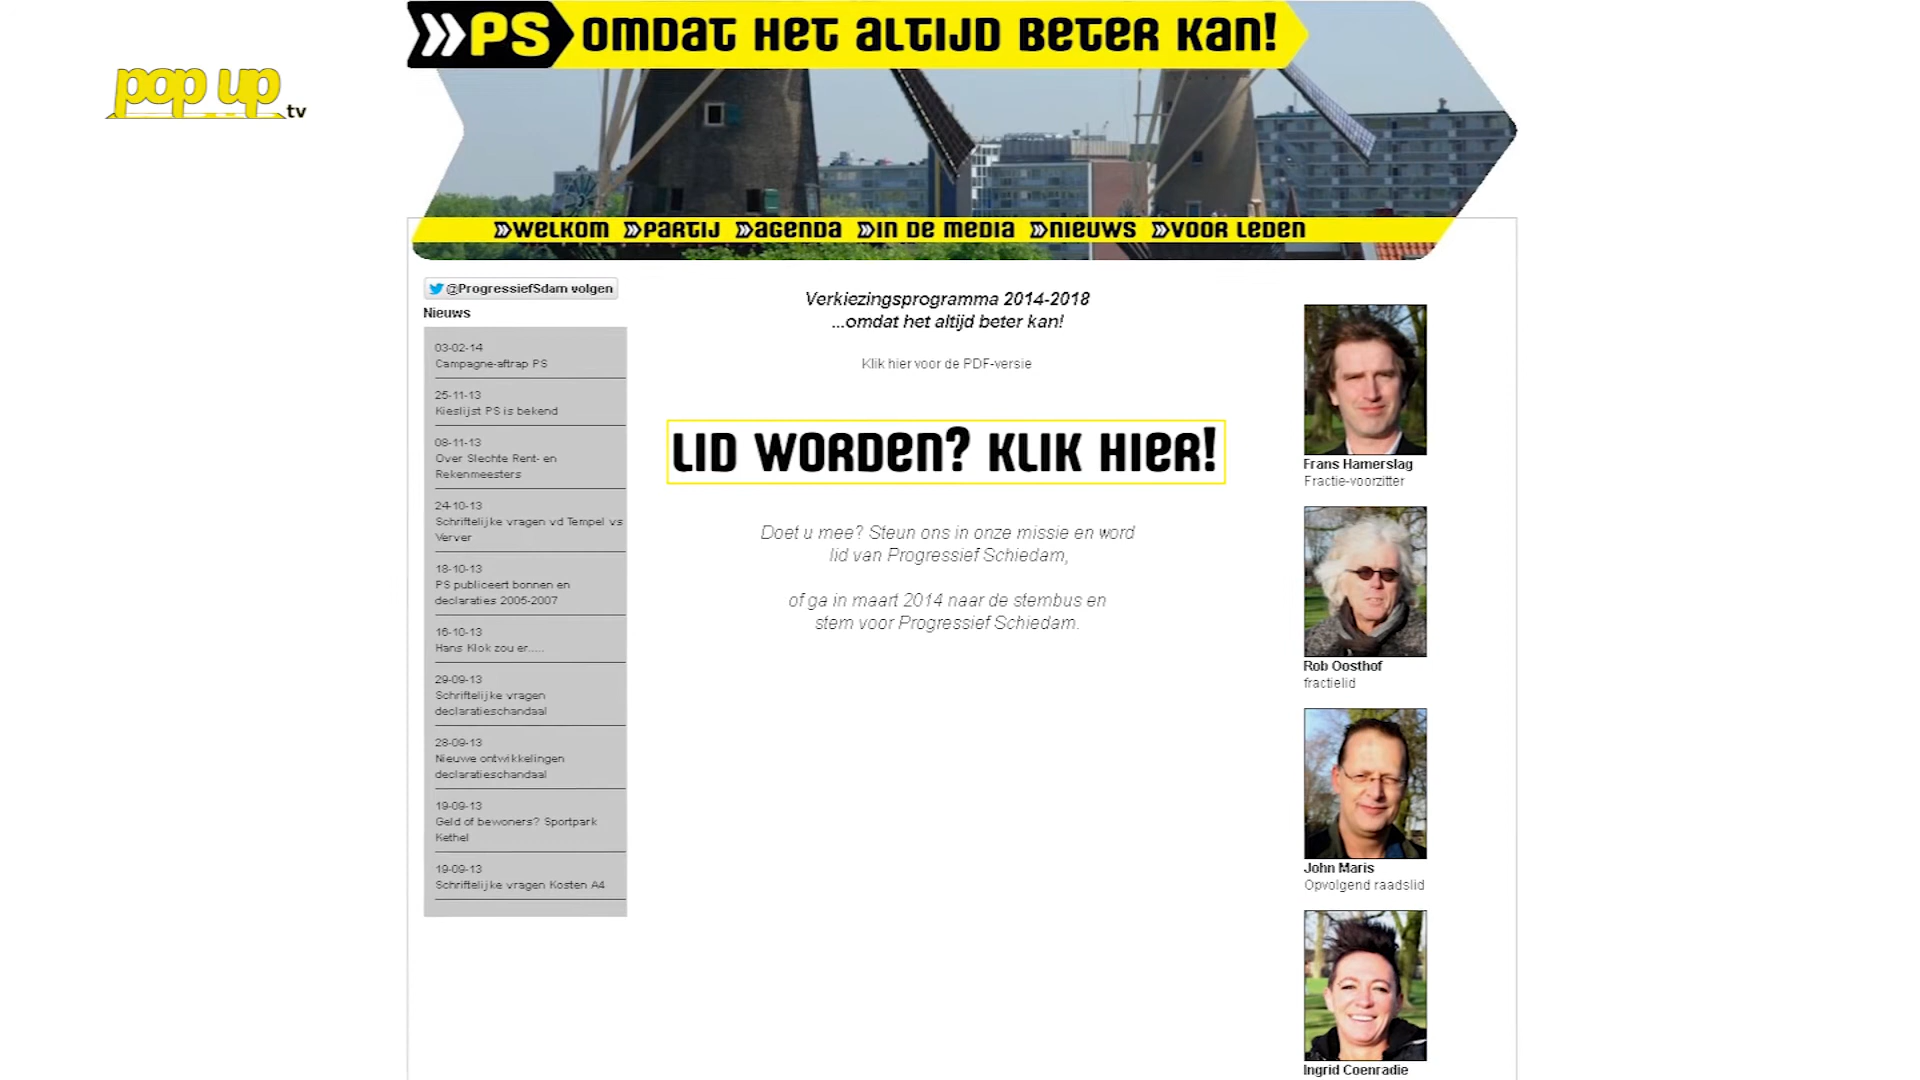 PS OMDAT HET ALTIJD BETER KAN!
pop up tv
WELKOM PARTIJ AGENDA IN DE MEDIA NIEUWS VOOR LEDEN
@ProgressiefSdam volgen
Nieuws
03-02-14
Campagne-aftrap PS
25-11-13
Kieslijst PS is bekend
08-11-13
Over Slechte Rent- en
Rekenmeesters
24-10-13
Schriftelijke vragen vd Tempel vs
Verver
18-10-13
PS publiceert bonnen en
declaraties 2005-2007
16-10-13
Hans Klok zou er.....
29-09-13
Schriftelijke vragen
declaratieschandaal
28-09-13
Nieuwe ontwikkelingen
declaratieschandaal
19-09-13
Geld of bewoners? Sportpark
Kethel
19-09-13
Schriftelijke vragen Kosten A4
Verkiezingsprogramma 2014-2018
...omdat het altijd beter kan!
Klik hier voor de PDF-versie
LID WORDEN? KLIK HIER!
Doet u mee? Steun ons in onze missie en word
lid van Progressief Schiedam,
of ga in maart 2014 naar de stembus en
stem voor Progressief Schiedam.
Frans Hamerslag
Fractie-voorzitter
Rob Oosthof
fractielid
John Maris
Opvolgend raadslid
Ingrid Coenradie